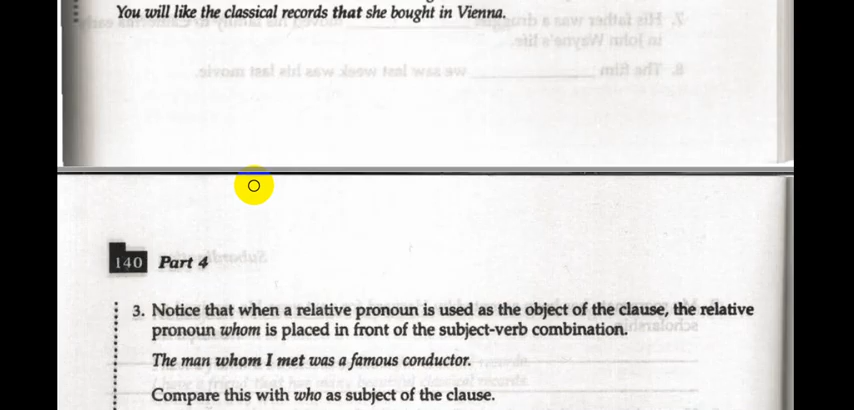 You will like the classical records that she bought in Vienna.
140 Part 4
3. Notice that when a relative pronoun is used as the object of the clause, the relative
pronoun whom is placed in front of the subject-verb combination.
The man whom I met was a famous conductor.
Compare this with who as subject of the clause.